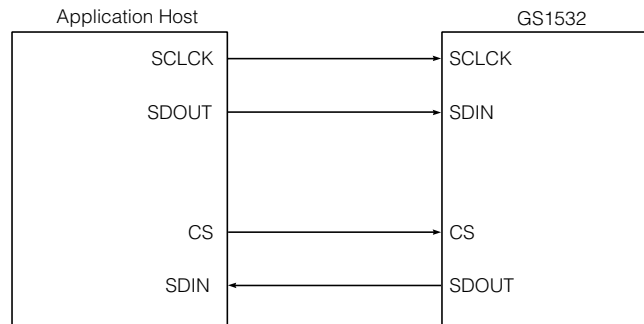 Application Host GS1532
SCLCK SCLCK
SDOUT SDIN
CS CS
SDIN SDOUT